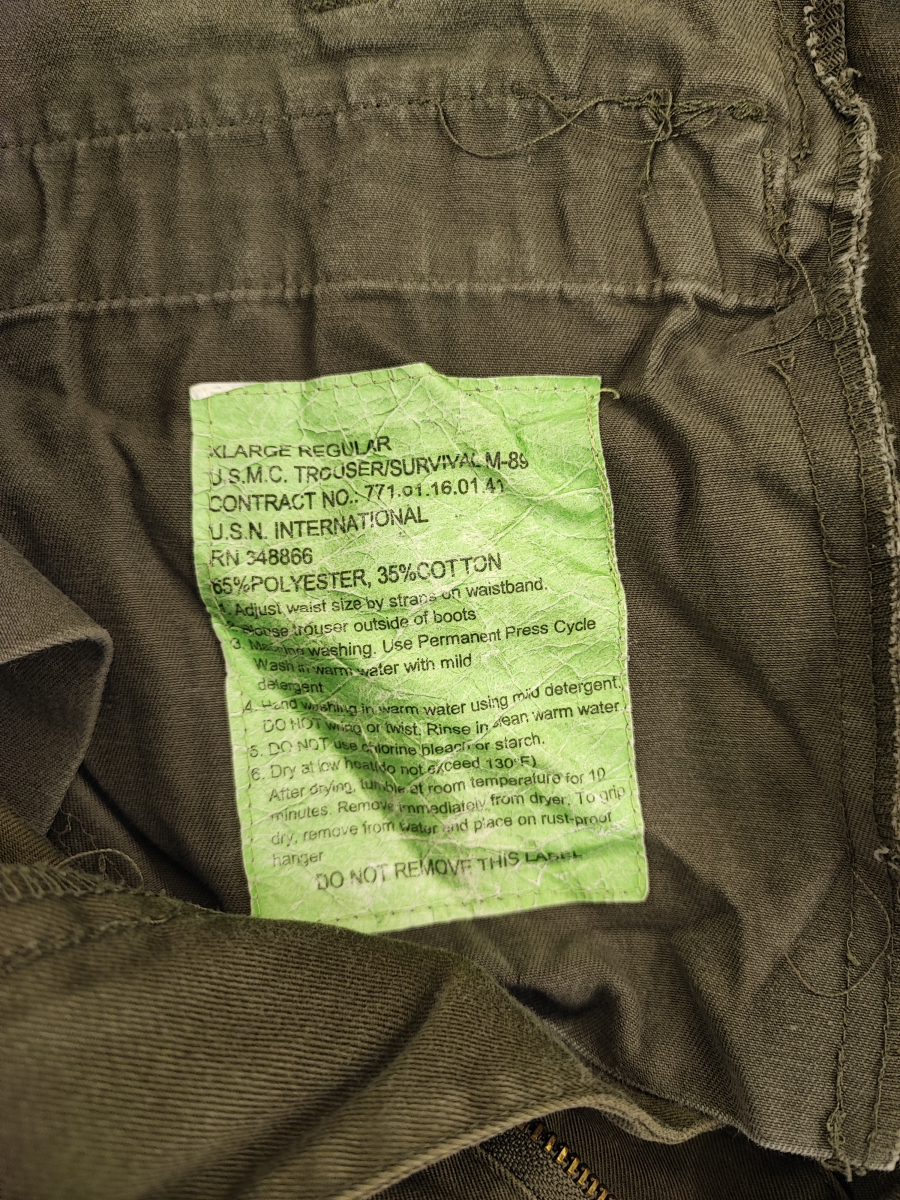 XLARGE REGULAR
U.S.M.C. TROUSER/SURVIVAL M-89
CONTRACT NO.: 771.01.16.01.41
U.S.N. INTERNATIONAL
RN 348866
65%POLYESTER, 35%COTTON
1. Adjust waist size by straps on waistband.
trouser outside of boots
3. Machine washing. Use Permanent Press Cycle
Wash in warm water with mild
detergent
4. Hand washing in warm water using mild detergent.
DO NOT wring or twist. Rinse in clean warm water
5. DO NOT use chlorine bleach or starch.
6. Dry at low heat(do not exceed 130°F)
After drying, tumble at room temperature for 10
minutes. Remove immediately from dryer. To grip
dry, remove from water and place on rust-proof
hanger
DO NOT REMOVE THIS LABEL